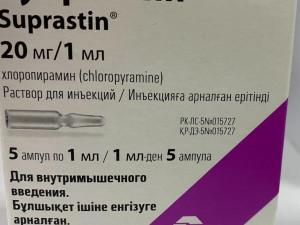 Suprastin®
20 мг/1 мл
хлоропирамин (chloropyramine)
Раствор для инъекций / Инъекцияға арналған ерітінді
РК-ЛС-5№015727
ҚР-ДЗ-5№015727
5 ампул по 1 мл / 1 мл-ден 5 ампула
Для внутримышечного
введения.
Бұлшықет ішіне енгізуге
арналған.